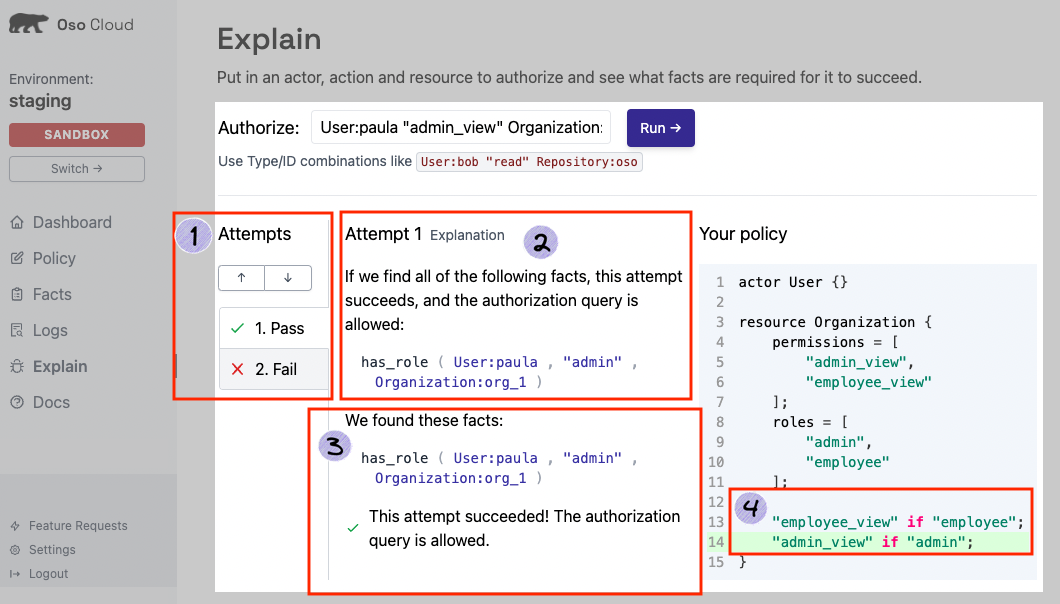 Oso Cloud
Environment:
staging
SANDBOX
Switch →
Dashboard
Policy
Facts
Logs
Explain
Docs
Feature Requests
Settings
Logout
Explain
Put in an actor, action and resource to authorize and see what facts are required for it to succeed.
Authorize:
User:paula "admin_view" Organization:
Run →
Use Type/ID combinations like User:bob "read" Repository:oso
1
Attempts
↑ ↓
✓ 1. Pass
✕ 2. Fail
Attempt 1 Explanation
2
If we find all of the following facts, this attempt
succeeds, and the authorization query is
allowed:
has_role ( User:paula , "admin" ,
Organization:org_1 )
3
We found these facts:
has_role ( User:paula , "admin" ,
Organization:org_1 )
✓ This attempt succeeded! The authorization
query is allowed.
Your policy
1 actor User {}
2
3 resource Organization {
4 permissions = [
5 "admin_view",
6 "employee_view"
7 ];
8 roles = [
9 "admin",
10 "employee"
11 ];
12
4
13 "employee_view" if "employee";
14 "admin_view" if "admin";
15 }